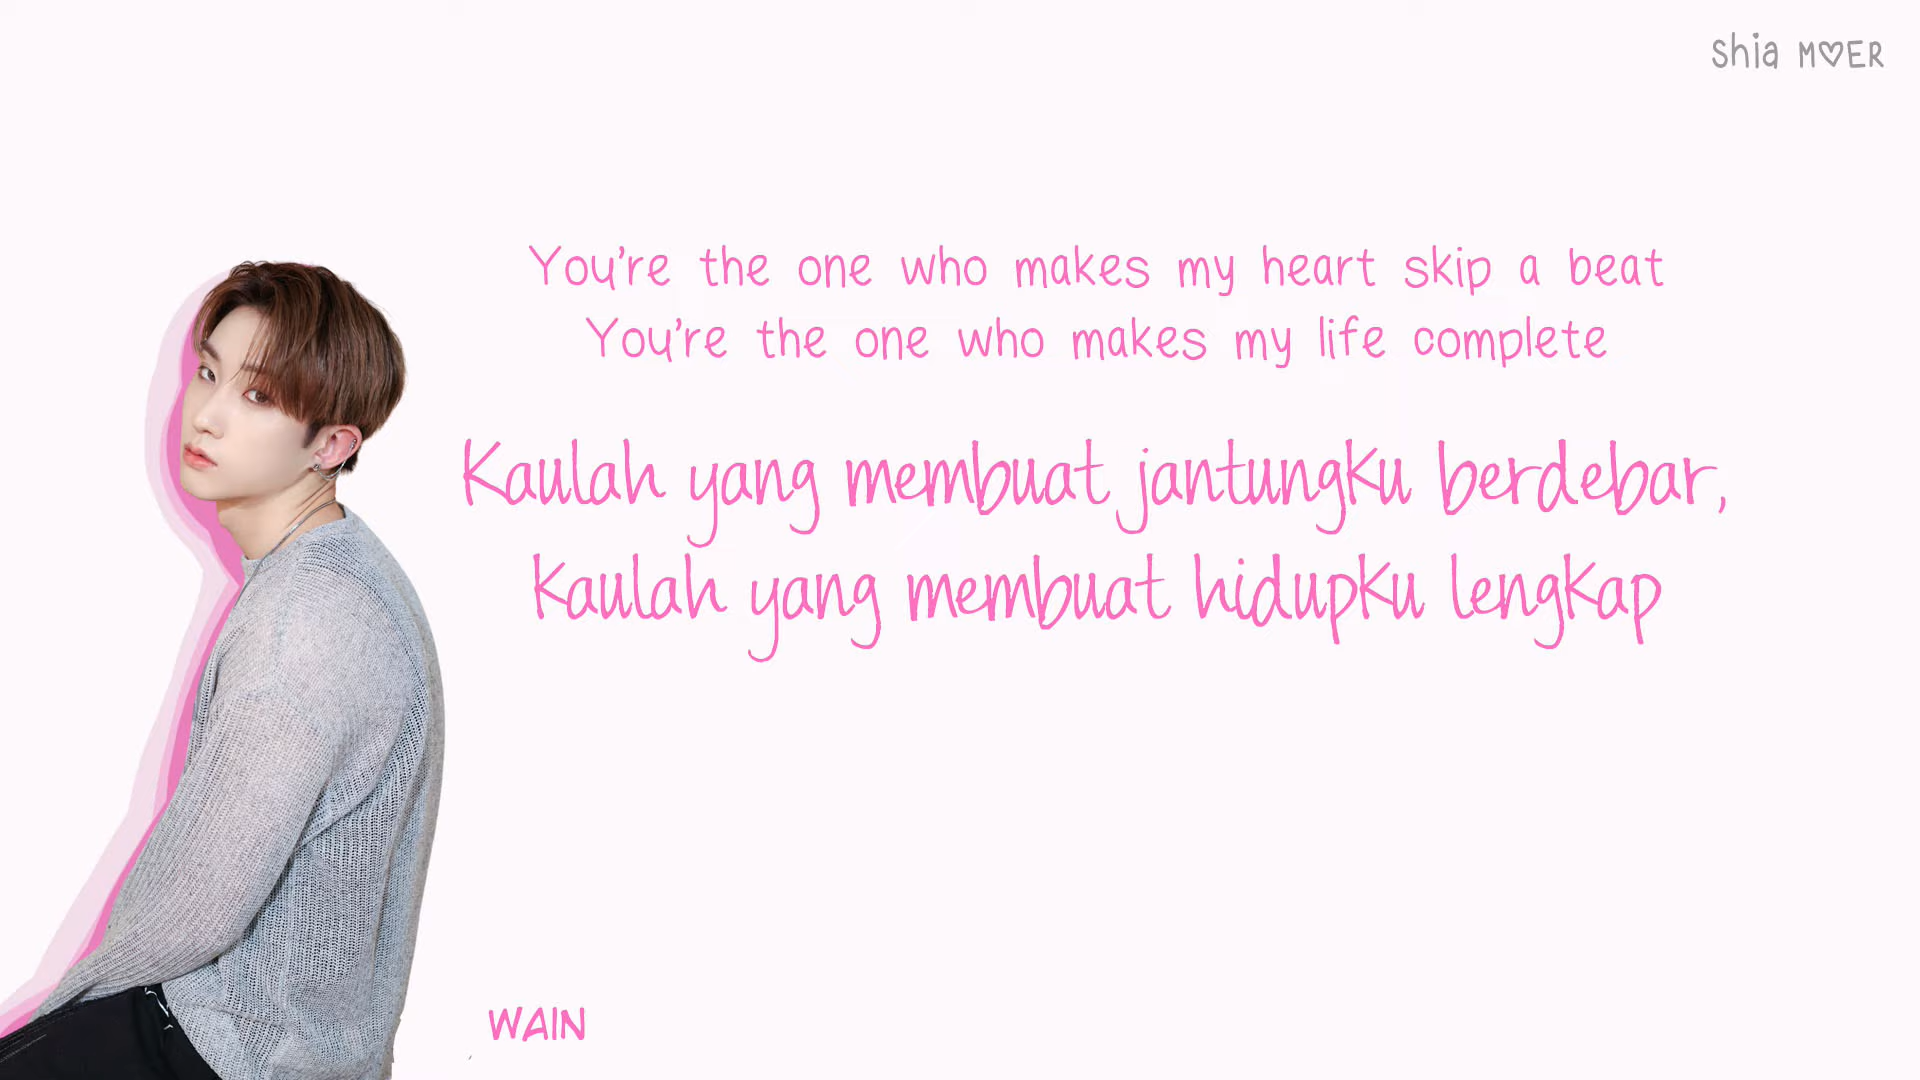 Shia M♡ER
You're the one who makes my heart skip a beat
You're the one who makes my life complete
Kaulah yang membuat jantungku berdebar,
kaulah yang membuat hidupku lengkap
WAIN